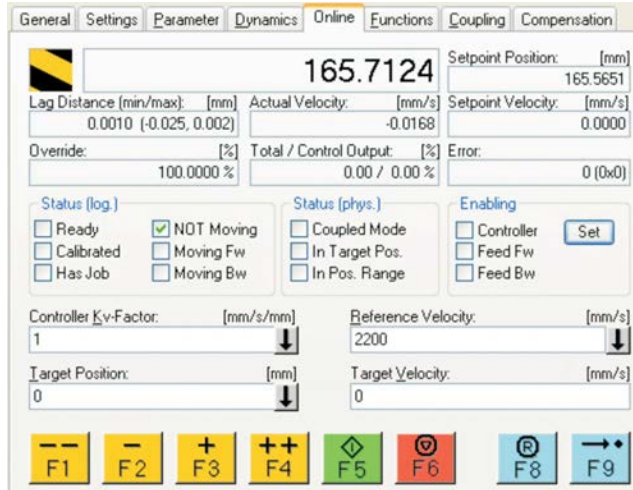 General Settings Parameter Dynamics Online Functions Coupling Compensation
165.7124
Setpoint Position: [mm]
165.5651
Lag Distance (min/max): [mm] Actual Velocity: [mm/s] Setpoint Velocity: [mm/s]
0.0010 (-0.025, 0.002) -0.0168 0.0000
Override: [%] Total / Control Output: [%] Error:
100.0000 % 0.00 / 0.00 % 0 (0x0)
Status (log.) Status (phys.) Enabling
Ready NOT Moving Coupled Mode Controller Set
Calibrated Moving Fw In Target Pos. Feed Fw
Has Job Moving Bw In Pos. Range Feed Bw
Controller Kv-Factor: [mm/s/mm] Reference Velocity: [mm/s]
1 2200
Target Position: [mm] Target Velocity: [mm/s]
0 0
-- - + ++ R
F1 F2 F3 F4 F5 F6 F8 F9